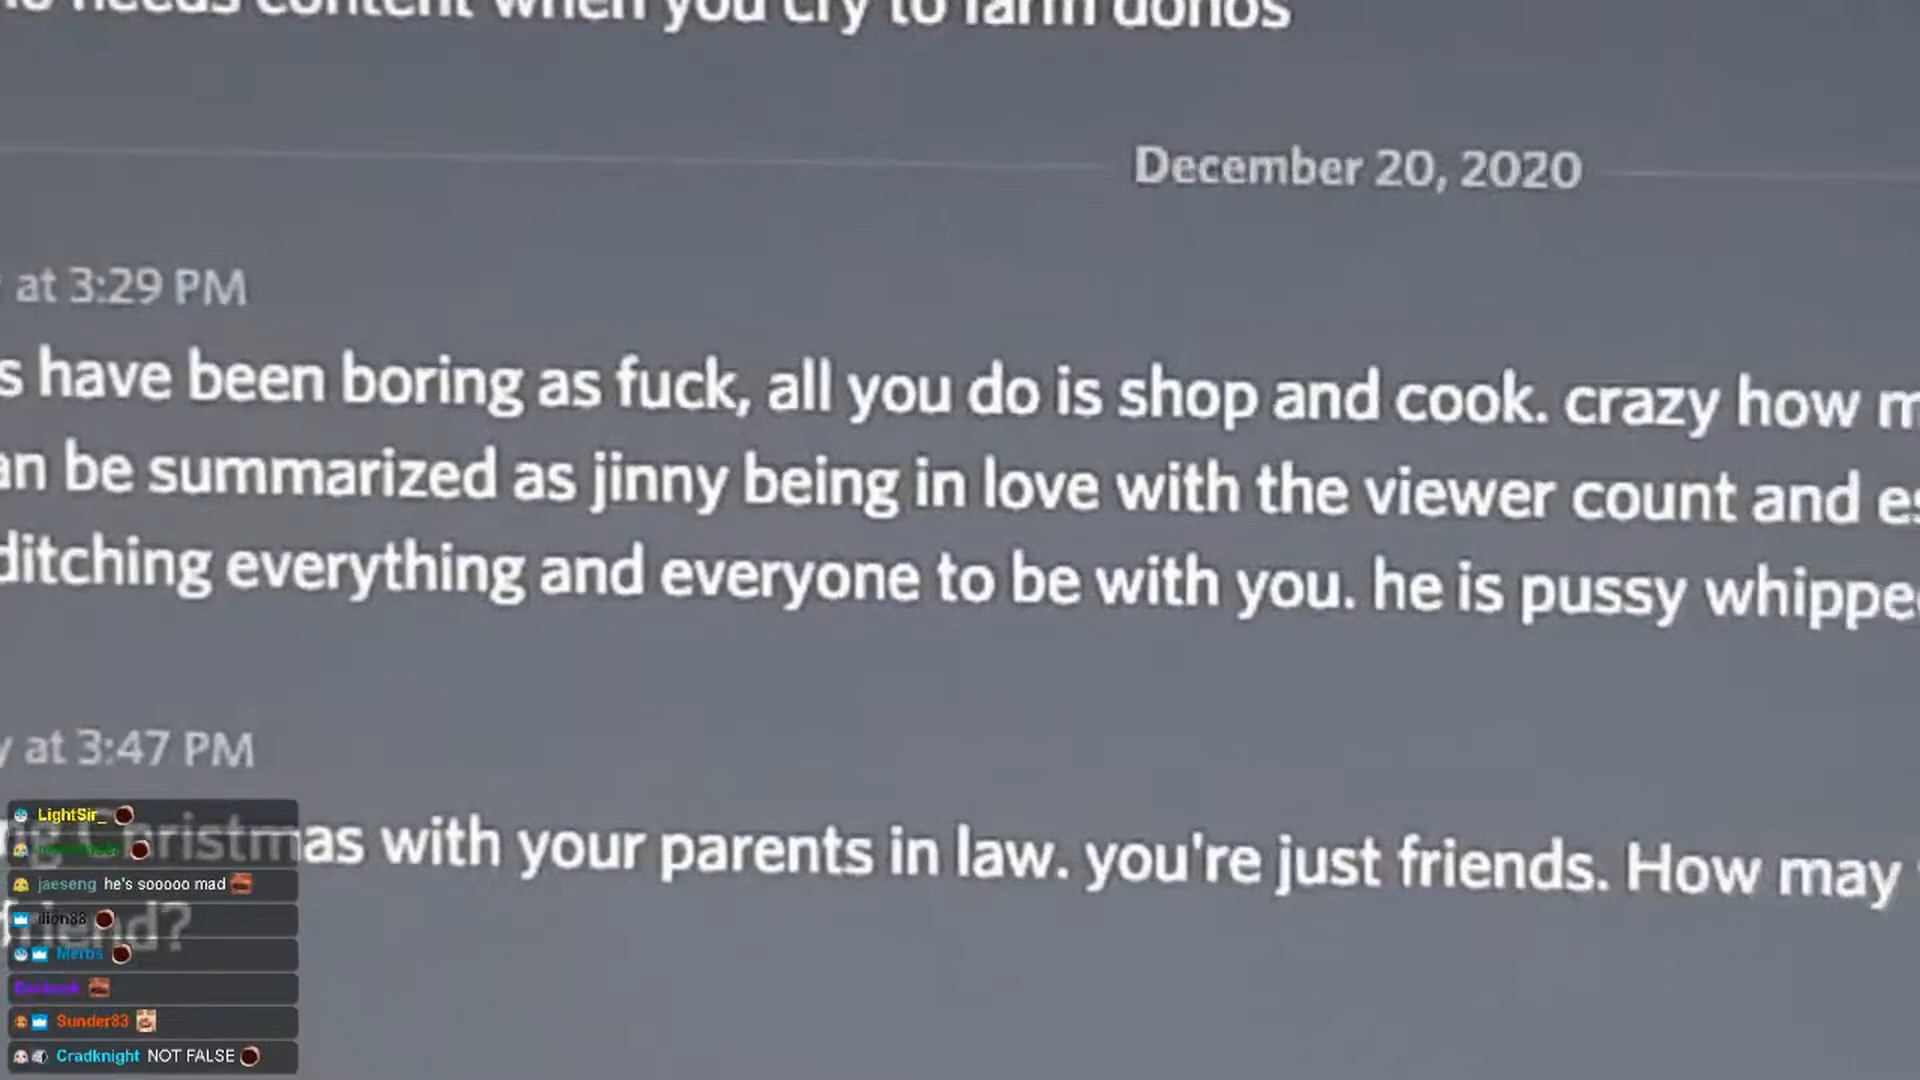 needs content when you cry to farm donos
December 20, 2020
at 3:29 PM
s have been boring as fuck, all you do is shop and cook. crazy how m
an be summarized as jinny being in love with the viewer count and es
ditching everything and everyone to be with you. he is pussy whippe
y at 3:47 PM
ng Christmas with your parents in law. you're just friends. How may
friend?
LightSir_
jaeseng he's sooooo mad
ilion88
Merbs
Sunder83
Cradknight NOT FALSE